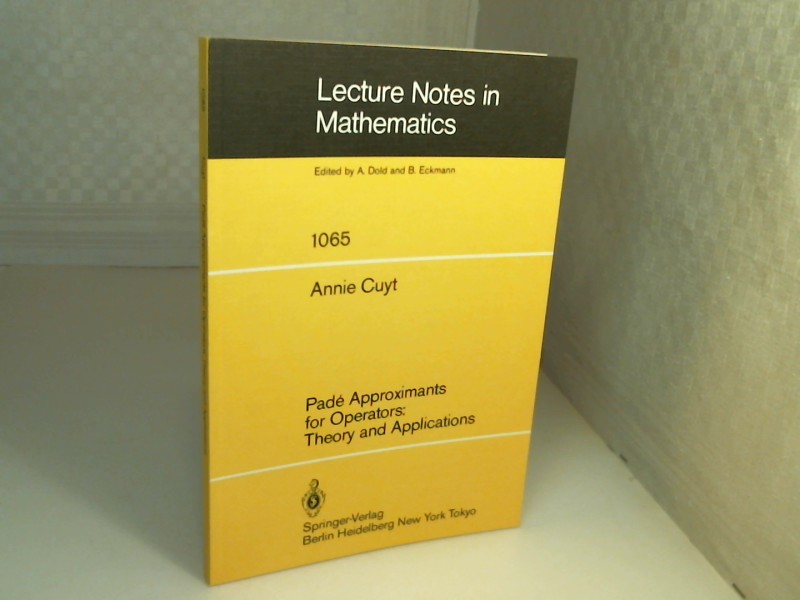 Lecture Notes in
Mathematics
Edited by A. Dold and B. Eckmann
1065
Annie Cuyt
Padé Approximants
for Operators:
Theory and Applications
Springer-Verlag
Berlin Heidelberg New York Tokyo